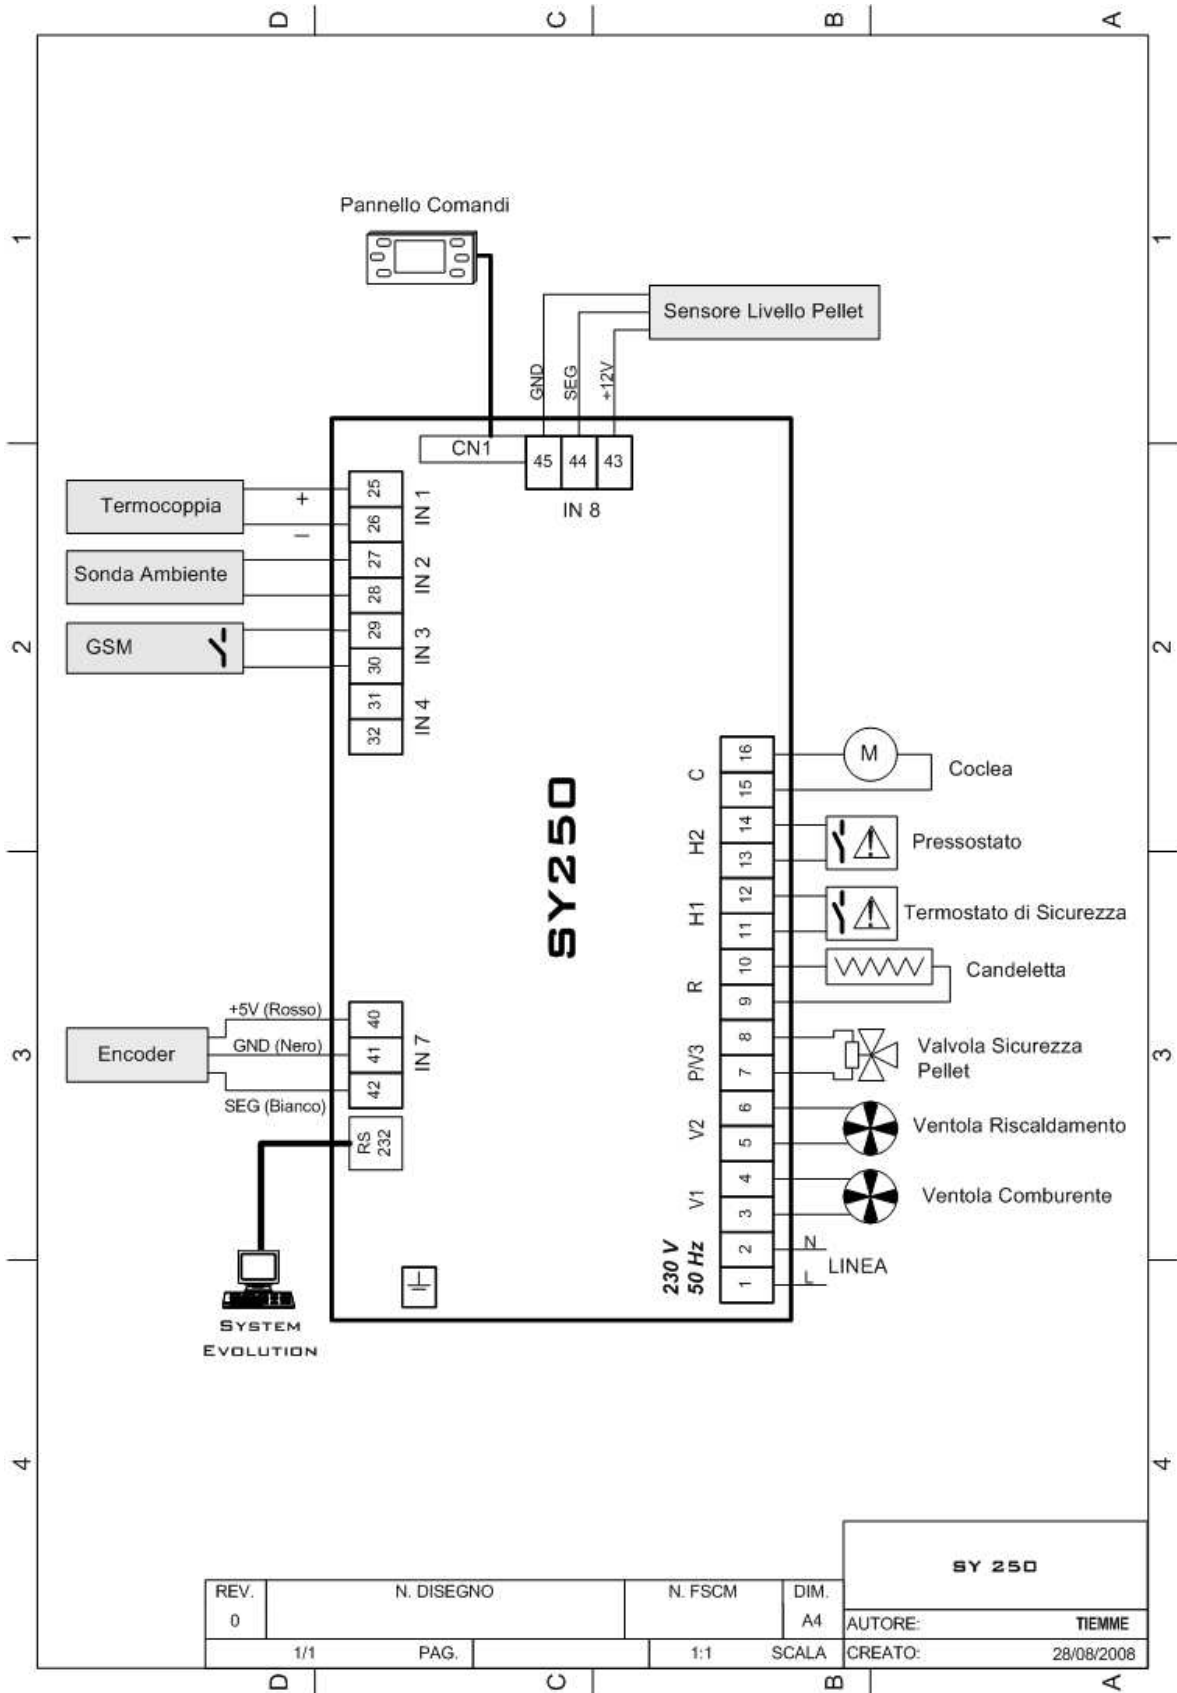 D
C
B
A
1
1
Pannello Comandi
Sensore Livello Pellet
GND
SEG
+12V
CN1
45
44
43
IN 8
Termocoppia
+
–
25
26
IN 1
Sonda Ambiente
27
28
IN 2
GSM
29
30
IN 3
31
32
IN 4
2
2
SY250
16
15
C
M
Coclea
14
13
H2
Pressostato
12
11
H1
Termostato di Sicurezza
10
9
R
Candeletta
8
7
P/V3
Valvola Sicurezza
Pellet
6
5
V2
Ventola Riscaldamento
4
3
V1
Ventola Comburente
2
1
230 V
50 Hz
N
L
LINEA
3
3
Encoder
+5V (Rosso)
GND (Nero)
SEG (Bianco)
40
41
42
IN 7
RS
232
SYSTEM
EVOLUTION
4
4
SY 250
REV.
0
N. DISEGNO
N. FSCM
DIM.
A4
AUTORE:
TIEMME
1/1
PAG.
1:1
SCALA
CREATO:
28/08/2008
D
C
B
A